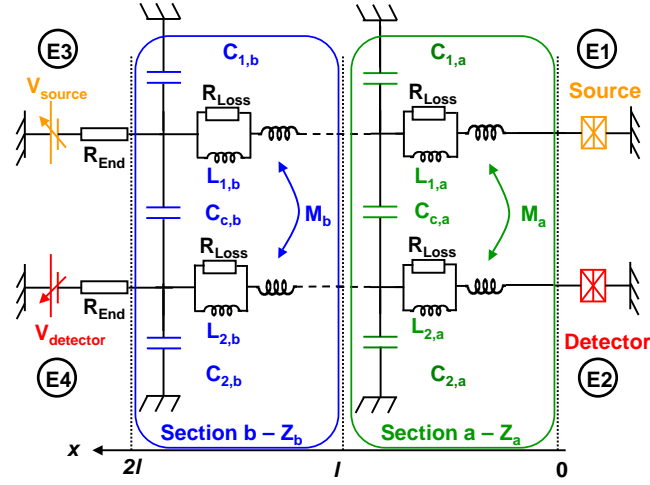 E3
C1,b
C1,a
E1
Vsource
RLoss
RLoss
Source
REnd
L1,b
L1,a
Cc,b
Mb
Cc,a
Ma
RLoss
RLoss
REnd
Vdetector
L2,b
L2,a
Detector
E4
C2,b
C2,a
E2
Section b – Zb
Section a – Za
x
2l
l
0